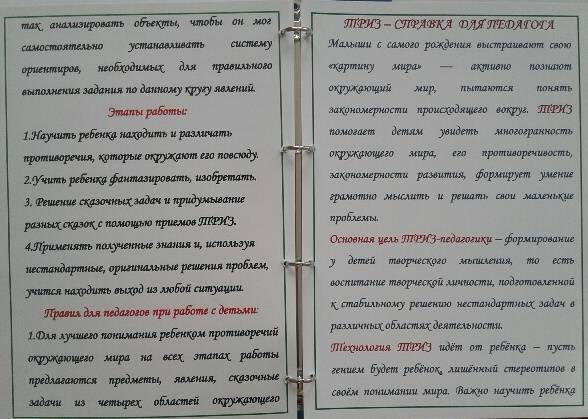 так анализировать объекты, чтобы он мог
самостоятельно устанавливать систему
ориентиров, необходимых для правильного
выполнения задания по данному кругу явлений.
Этапы работы:
1.Научить ребенка находить и различать
противоречия, которые окружают его повсюду.
2.Учить ребенка фантазировать, изобретать.
3. Решение сказочных задач и придумывание
разных сказок с помощью приемов ТРИЗ.
4.Применять полученные знания и, используя
нестандартные, оригинальные решения проблем,
учится находить выход из любой ситуации.
Правил для педагогов при работе с детьми:
1.Для лучшего понимания ребенком противоречий
окружающего мира на всех этапах работы
предлагаются предметы, явления, сказочные
задачи из четырех областей окружающего
ТРИЗ – СПРАВКА ДЛЯ ПЕДАГОГА
Малыши с самого рождения выстраивают свою
«картину мира» — активно познают
окружающий мир, пытаются понять
закономерности происходящего вокруг. ТРИЗ
помогает детям увидеть многогранность
окружающего мира, его противоречивость,
закономерности развития, формирует умение
грамотно мыслить и решать свои маленькие
проблемы.
Основная цель ТРИЗ-педагогики – формирование
у детей творческого мышления, то есть
воспитание творческой личности, подготовленной
к стабильному решению нестандартных задач в
различных областях деятельности.
Технология ТРИЗ идёт от ребёнка – пусть
гением будет ребёнок, лишённый стереотипов в
своём понимании мира. Важно научить ребёнка